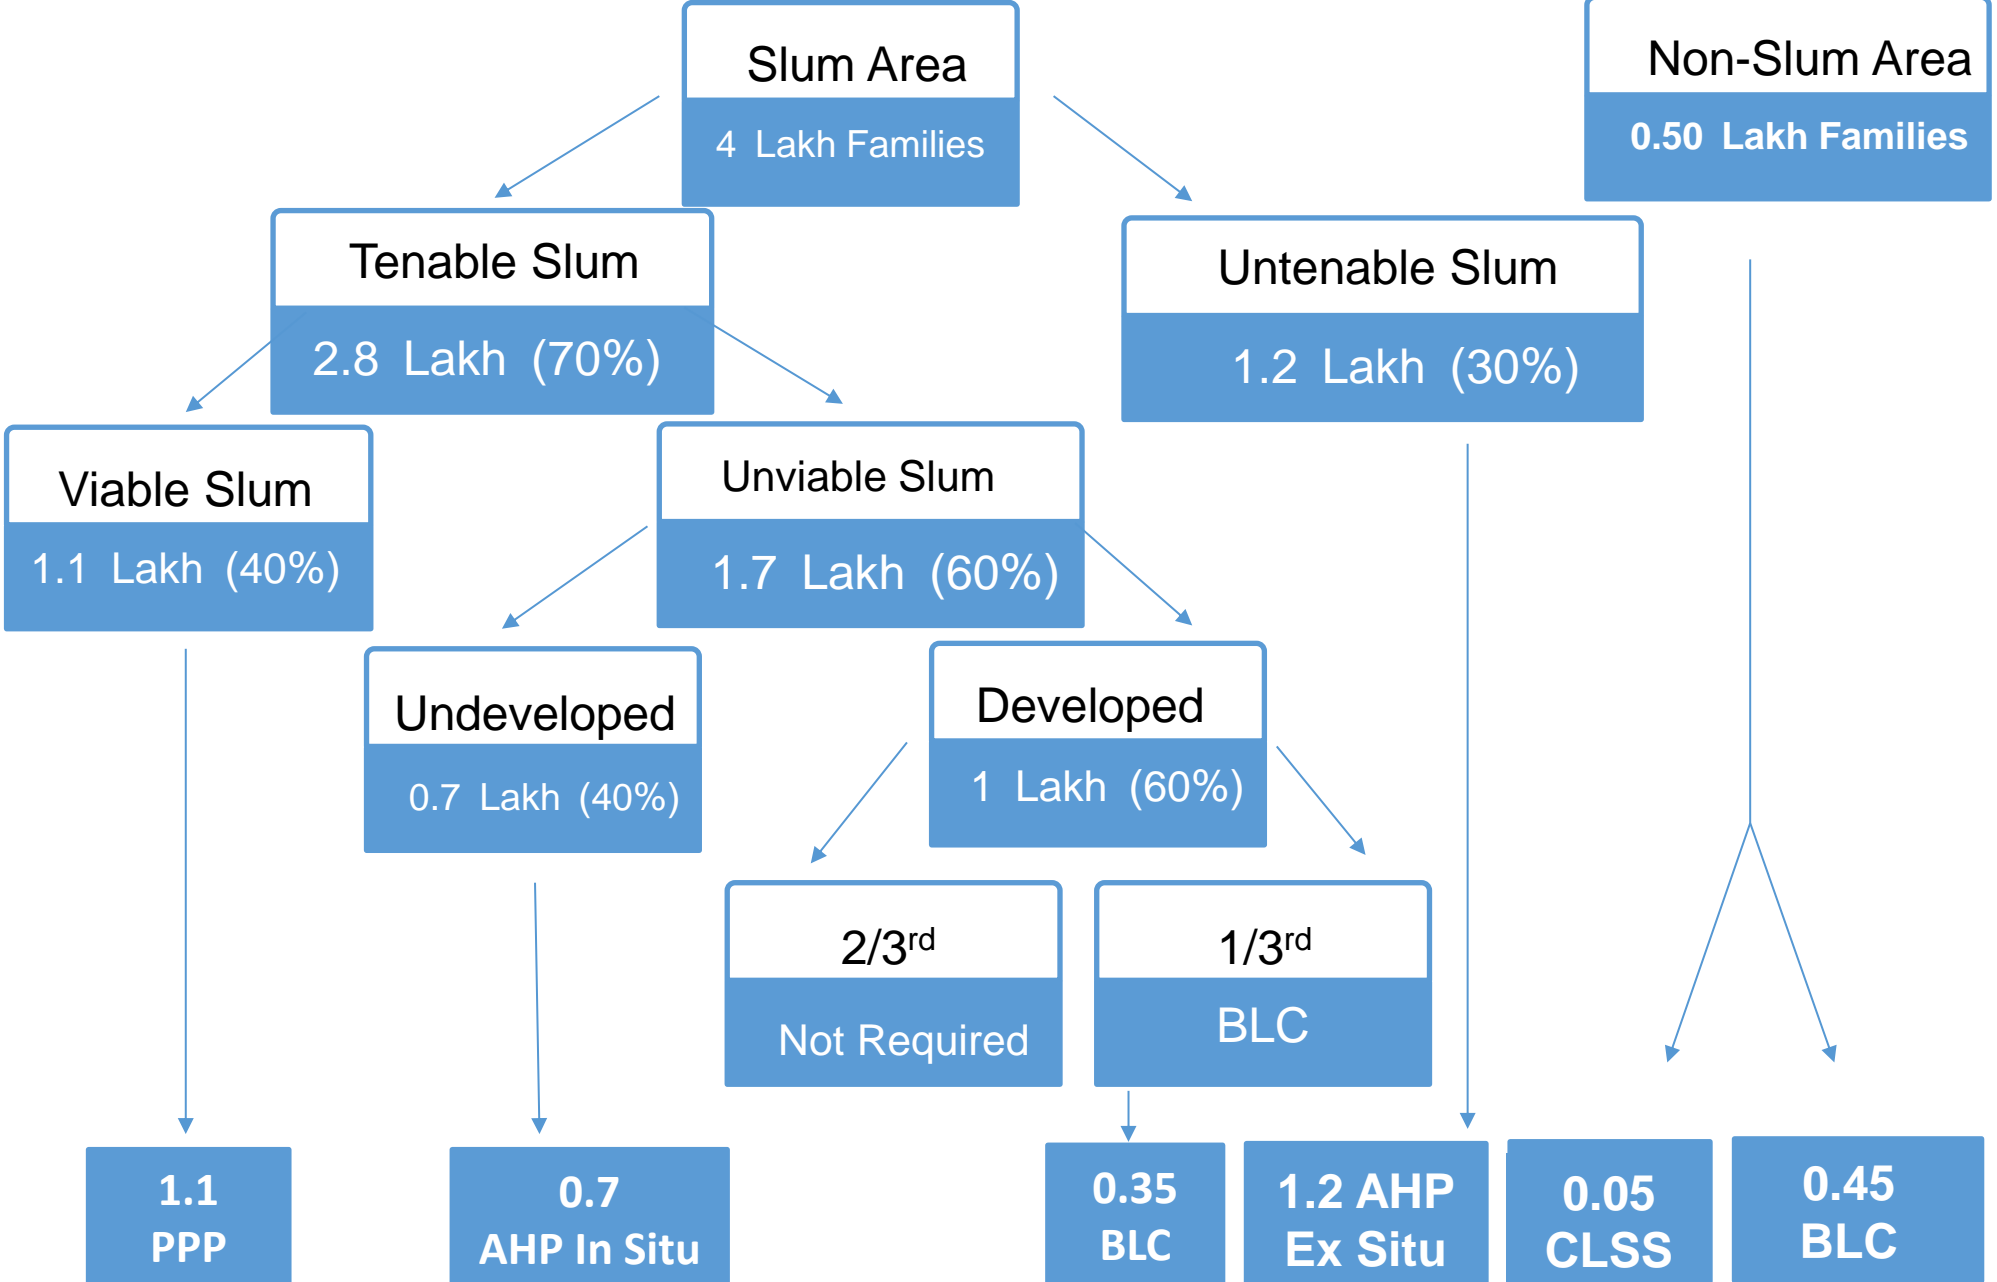 Slum Area
4 Lakh Families
Non-Slum Area
0.50 Lakh Families
Tenable Slum
2.8 Lakh (70%)
Untenable Slum
1.2 Lakh (30%)
Viable Slum
1.1 Lakh (40%)
Unviable Slum
1.7 Lakh (60%)
Undeveloped
0.7 Lakh (40%)
Developed
1 Lakh (60%)
2/3rd
Not Required
1/3rd
BLC
1.1
PPP
0.7
AHP In Situ
0.35
BLC
1.2 AHP
Ex Situ
0.05
CLSS
0.45
BLC